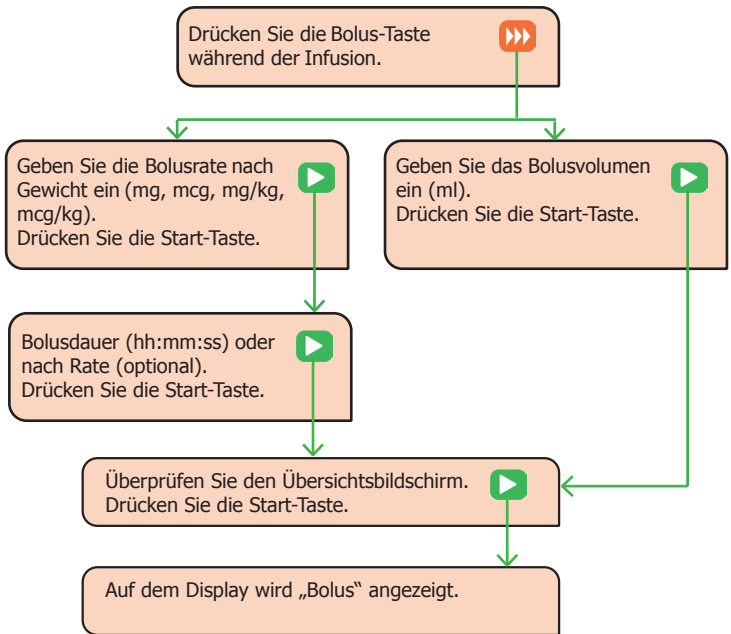 Drücken Sie die Bolus-Taste
während der Infusion.
Geben Sie die Bolusrate nach
Gewicht ein (mg, mcg, mg/kg,
mcg/kg).
Drücken Sie die Start-Taste.
Geben Sie das Bolusvolumen
ein (ml).
Drücken Sie die Start-Taste.
Bolusdauer (hh:mm:ss) oder
nach Rate (optional).
Drücken Sie die Start-Taste.
Überprüfen Sie den Übersichtsbildschirm.
Drücken Sie die Start-Taste.
Auf dem Display wird „Bolus“ angezeigt.